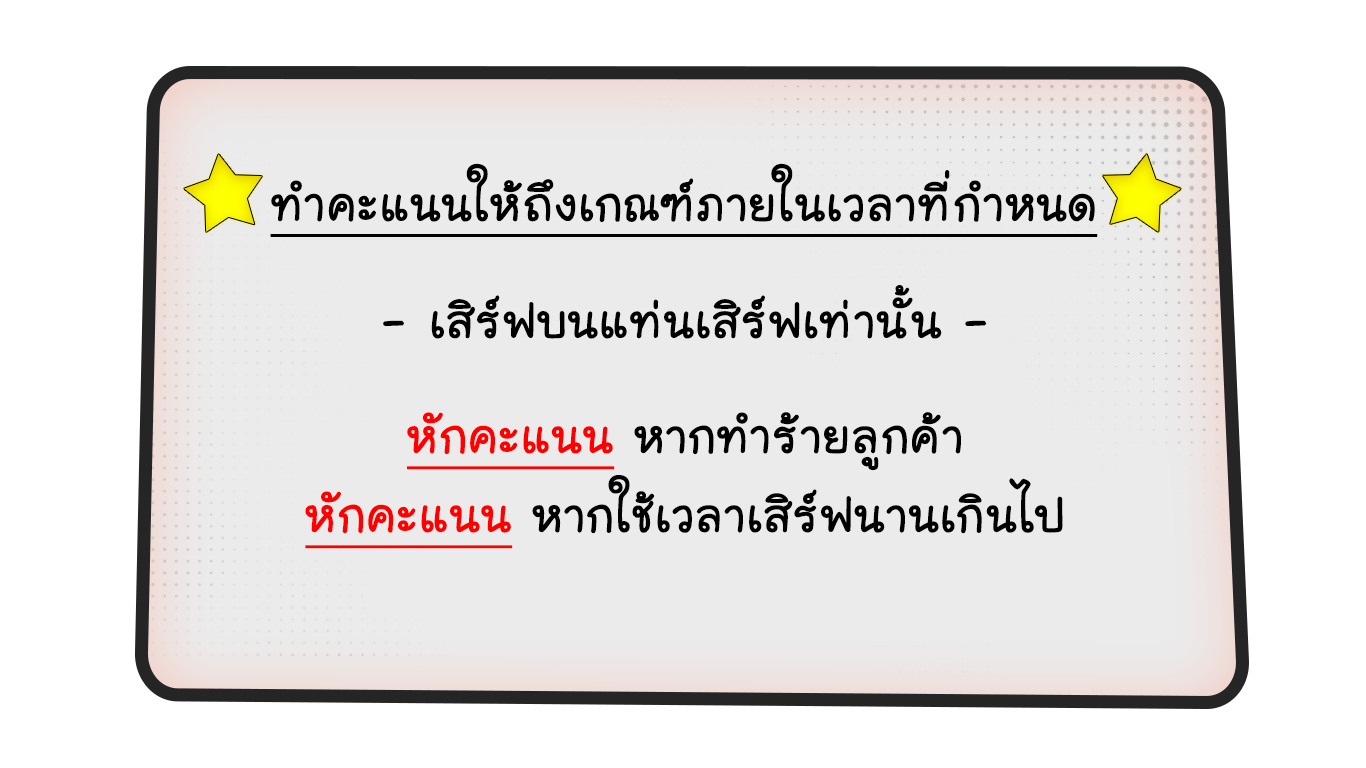 ทำคะแนนให้ถึงเกณฑ์ภายในเวลาที่กำหนด
- เสิร์ฟบนแท่นเสิร์ฟเท่านั้น -
หักคะแนน หากทำร้ายลูกค้า
หักคะแนน หากใช้เวลาเสิร์ฟนานเกินไป